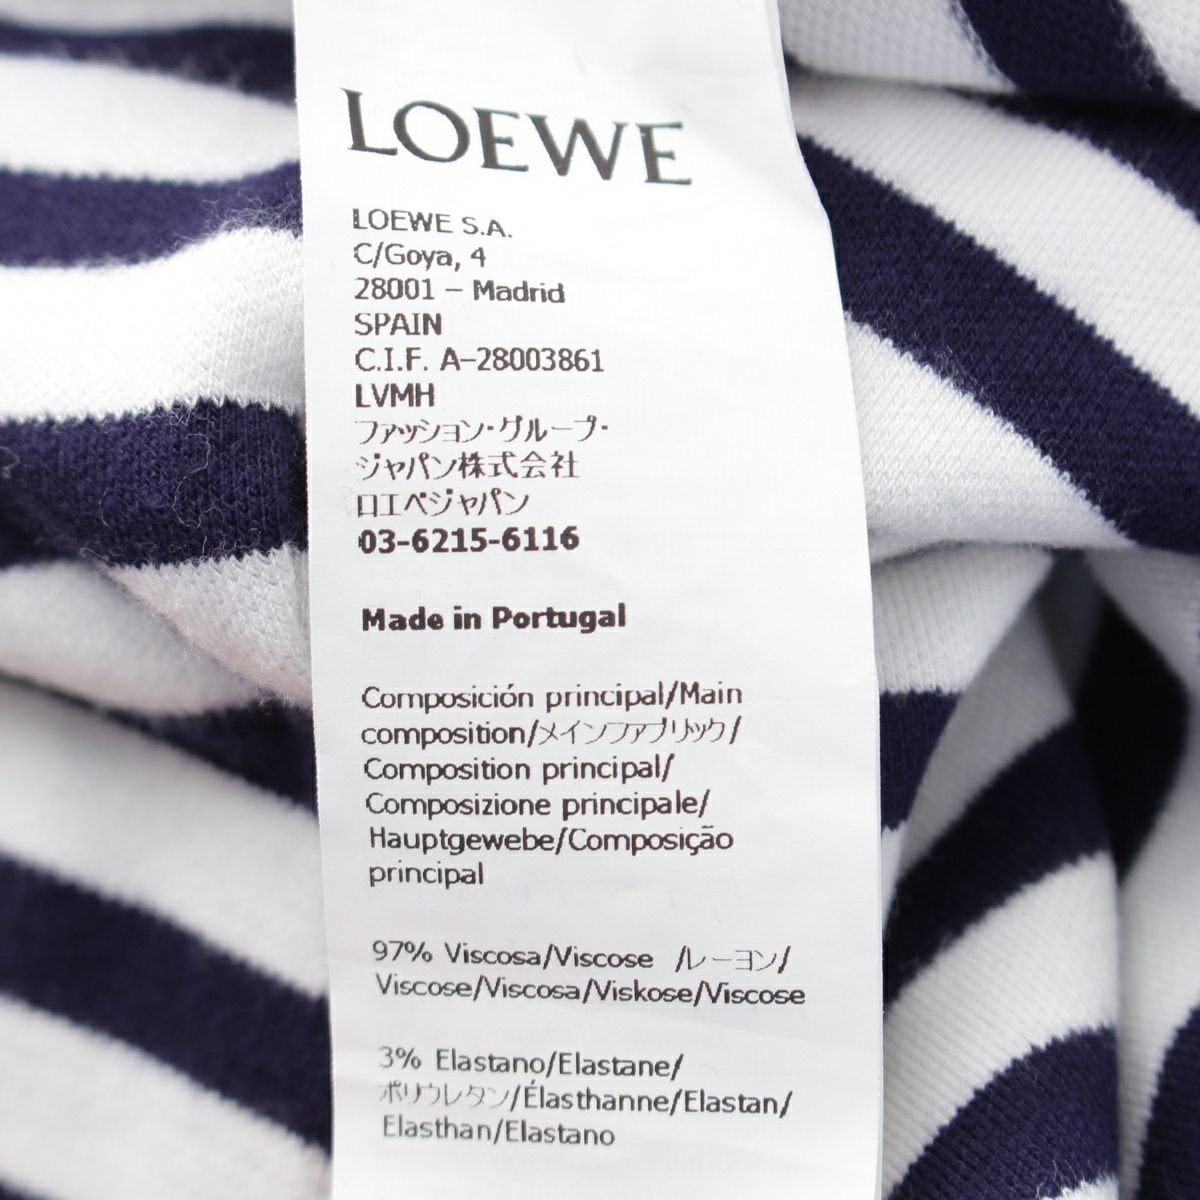 LOEWE
LOEWE S.A.
C/Goya, 4
28001 – Madrid
SPAIN
C.I.F. A-28003861
LVMH
ファッション・グループ・
ジャパン株式会社
ロエベジャパン
03-6215-6116
Made in Portugal
Composición principal/Main
composition/メインファブリック/
Composition principal/
Composizione principale/
Hauptgewebe/Composição
principal
97% Viscosa/Viscose /レーヨン/
Viscose/Viscosa/Viskose/Viscose
3% Elastano/Elastane/
ポリウレタン/Élasthanne/Elastan/
Elasthan/Elastano